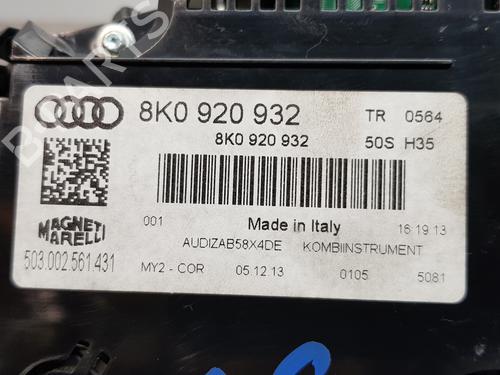 8K0 920 932 TR 0564
8K0 920 932 50S H35
001 Made in Italy 16:19:13
MAGNETI
MARELLI
AUDIZAB58X4DE KOMBIINSTRUMENT
503.002.561.431 MY2 - COR 05.12.13 0105 5081